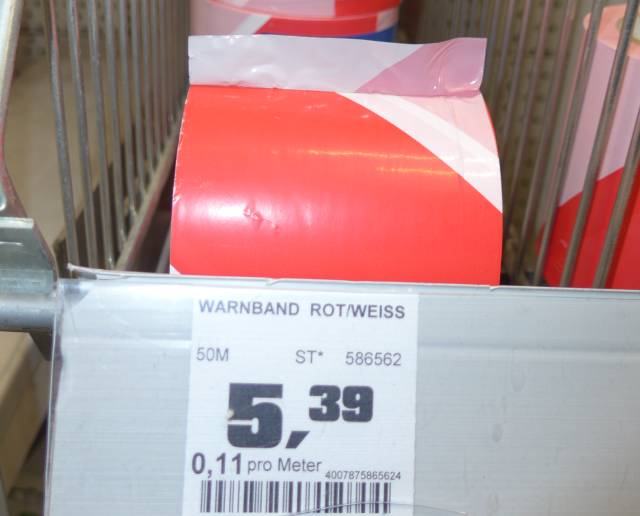 WARNBAND ROT/WEISS
50M ST* 586562
5,39
0,11 pro Meter 4007875865624